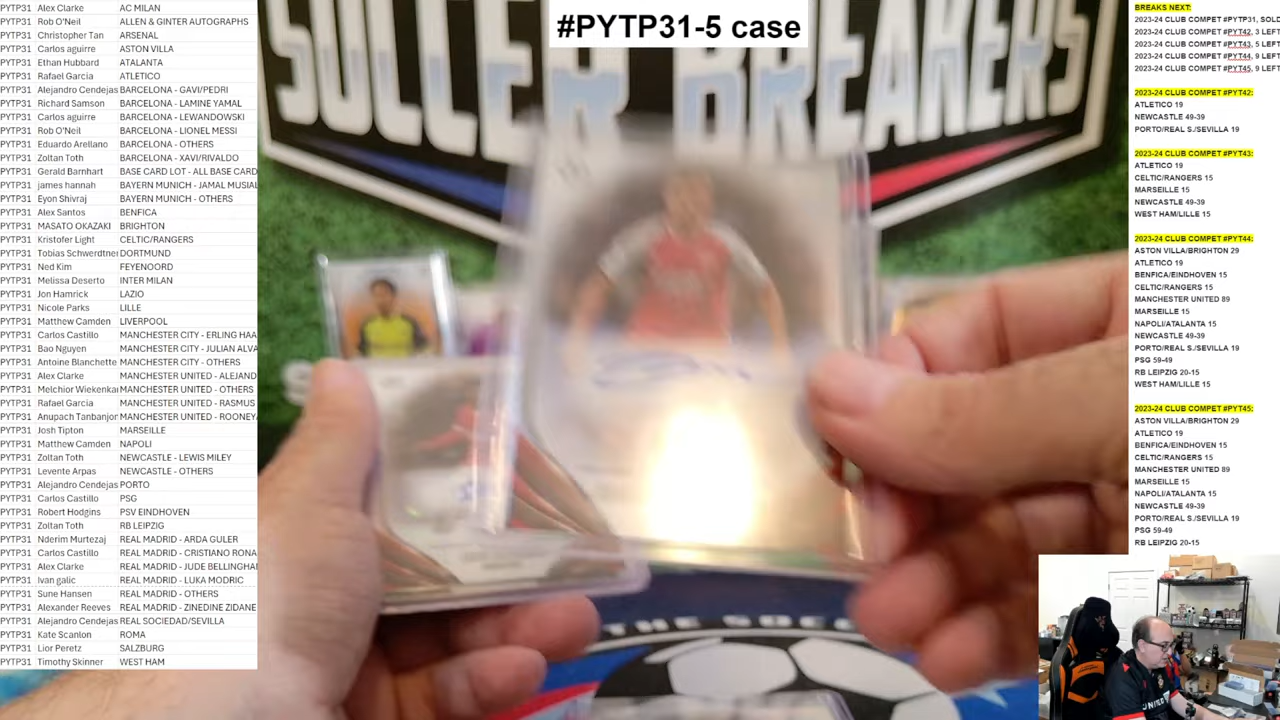 #PYTP31-5 case
SOCCER BREAKERS
PYTP31 Alex Clarke AC MILAN
PYTP31 Rob O'Neil ALLEN & GINTER AUTOGRAPHS
PYTP31 Christopher Tan ARSENAL
PYTP31 Carlos aguirre ASTON VILLA
PYTP31 Ethan Hubbard ATALANTA
PYTP31 Rafael Garcia ATLETICO
PYTP31 Alejandro Cendejas BARCELONA - GAVI/PEDRI
PYTP31 Richard Samson BARCELONA - LAMINE YAMAL
PYTP31 Carlos aguirre BARCELONA - LEWANDOWSKI
PYTP31 Rob O'Neil BARCELONA - LIONEL MESSI
PYTP31 Eduardo Arellano BARCELONA - OTHERS
PYTP31 Zoltan Toth BARCELONA - XAVI/RIVALDO
PYTP31 Gerald Barnhart BASE CARD LOT - ALL BASE CARD
PYTP31 james hannah BAYERN MUNICH - JAMAL MUSIAL
PYTP31 Eyon Shivraj BAYERN MUNICH - OTHERS
PYTP31 Alex Santos BENFICA
PYTP31 MASATO OKAZAKI BRIGHTON
PYTP31 Kristofer Light CELTIC/RANGERS
PYTP31 Tobias Schwerdtner DORTMUND
PYTP31 Ned Kim FEYENOORD
PYTP31 Melissa Deserto INTER MILAN
PYTP31 Jon Hamrick LAZIO
PYTP31 Nicole Parks LILLE
PYTP31 Matthew Camden LIVERPOOL
PYTP31 Carlos Castillo MANCHESTER CITY - ERLING HAA
PYTP31 Bao Nguyen MANCHESTER CITY - JULIAN ALVA
PYTP31 Antoine Blanchette MANCHESTER CITY - OTHERS
PYTP31 Alex Clarke MANCHESTER UNITED - ALEJAND
PYTP31 Melchior Wiekenkar MANCHESTER UNITED - OTHERS
PYTP31 Rafael Garcia MANCHESTER UNITED - RASMUS
PYTP31 Anupach Tanbanjor MANCHESTER UNITED - ROONEY
PYTP31 Josh Tipton MARSEILLE
PYTP31 Matthew Camden NAPOLI
PYTP31 Zoltan Toth NEWCASTLE - LEWIS MILEY
PYTP31 Levente Arpas NEWCASTLE - OTHERS
PYTP31 Alejandro Cendejas PORTO
PYTP31 Carlos Castillo PSG
PYTP31 Robert Hodgins PSV EINDHOVEN
PYTP31 Zoltan Toth RB LEIPZIG
PYTP31 Nderim Murtezaj REAL MADRID - ARDA GULER
PYTP31 Carlos Castillo REAL MADRID - CRISTIANO RONA
PYTP31 Alex Clarke REAL MADRID - JUDE BELLINGHA
PYTP31 Ivan galic REAL MADRID - LUKA MODRIC
PYTP31 Sune Hansen REAL MADRID - OTHERS
PYTP31 Alexander Reeves REAL MADRID - ZINEDINE ZIDANE
PYTP31 Alejandro Cendejas REAL SOCIEDAD/SEVILLA
PYTP31 Kate Scanlon ROMA
PYTP31 Lior Peretz SALZBURG
PYTP31 Timothy Skinner WEST HAM
THE SOCC
BREAKS NEXT:
2023-24 CLUB COMPET #PYTP31, SOLD
2023-24 CLUB COMPET #PYT42, 3 LEFT
2023-24 CLUB COMPET #PYT43, 5 LEFT
2023-24 CLUB COMPET #PYT44, 9 LEFT
2023-24 CLUB COMPET #PYT45, 9 LEFT
2023-24 CLUB COMPET #PYT42:
ATLETICO 19
NEWCASTLE 49-39
PORTO/REAL S./SEVILLA 19
2023-24 CLUB COMPET #PYT43:
ATLETICO 19
CELTIC/RANGERS 15
MARSEILLE 15
NEWCASTLE 49-39
WEST HAM/LILLE 15
2023-24 CLUB COMPET #PYT44:
ASTON VILLA/BRIGHTON 29
ATLETICO 19
BENFICA/EINDHOVEN 15
CELTIC/RANGERS 15
MANCHESTER UNITED 89
MARSEILLE 15
NAPOLI/ATALANTA 15
NEWCASTLE 49-39
PORTO/REAL S./SEVILLA 19
PSG 59-49
RB LEIPZIG 20-15
WEST HAM/LILLE 15
2023-24 CLUB COMPET #PYT45:
ASTON VILLA/BRIGHTON 29
ATLETICO 19
BENFICA/EINDHOVEN 15
CELTIC/RANGERS 15
MANCHESTER UNITED 89
MARSEILLE 15
NAPOLI/ATALANTA 15
NEWCASTLE 49-39
PORTO/REAL S./SEVILLA 19
PSG 59-49
RB LEIPZIG 20-15